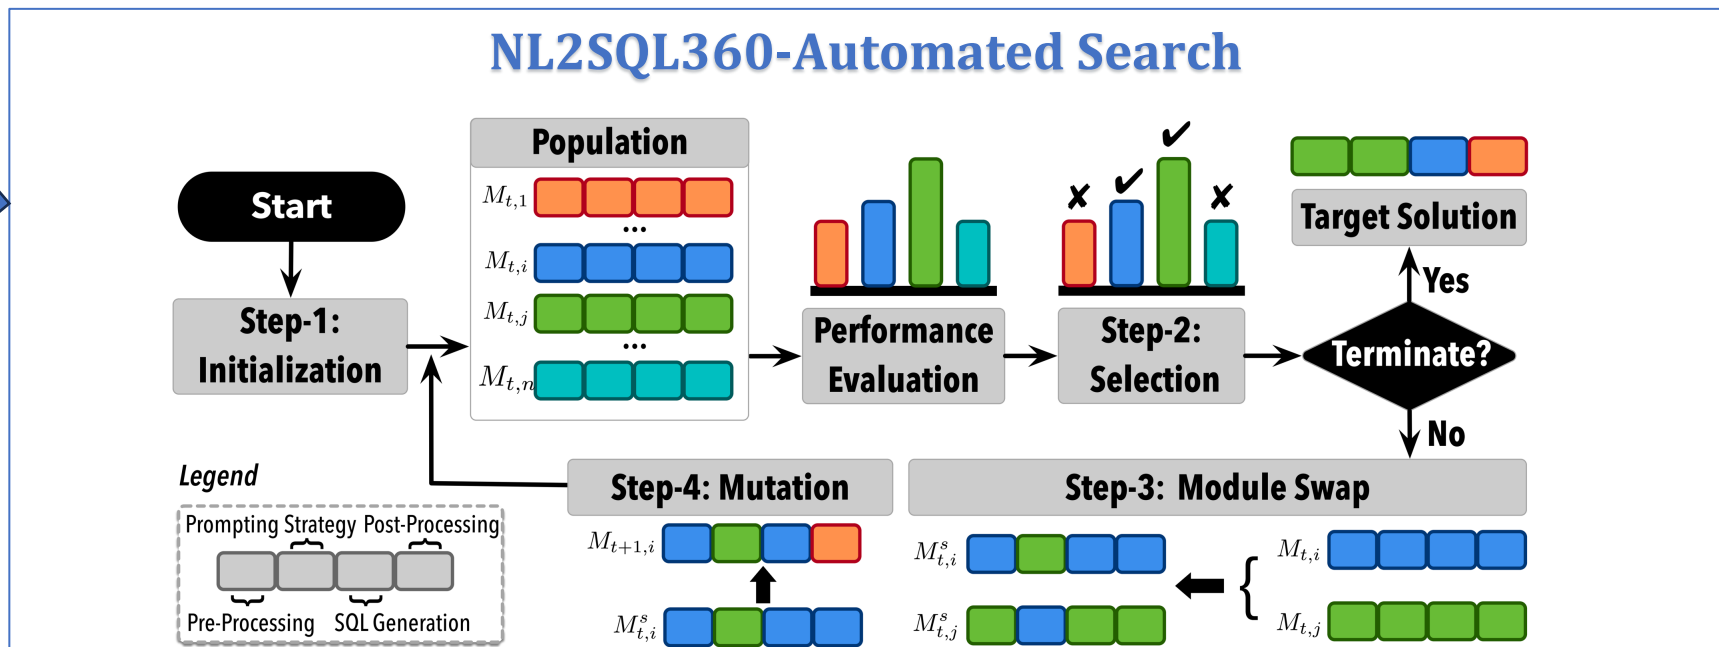 NL2SQL360-Automated Search
Start
Step-1:
Initialization
Population
M_{t,1}
...
M_{t,i}
M_{t,j}
...
M_{t,n}
Performance
Evaluation
✘ ✔ ✔ ✘
Step-2:
Selection
Target Solution
Yes
Terminate?
No
Step-3: Module Swap
M_{t,i}
M_{t,j}
{
M^s_{t,i}
M^s_{t,j}
Step-4: Mutation
M_{t+1,i}
M^s_{t,i}
Legend
Prompting Strategy Post-Processing
Pre-Processing SQL Generation